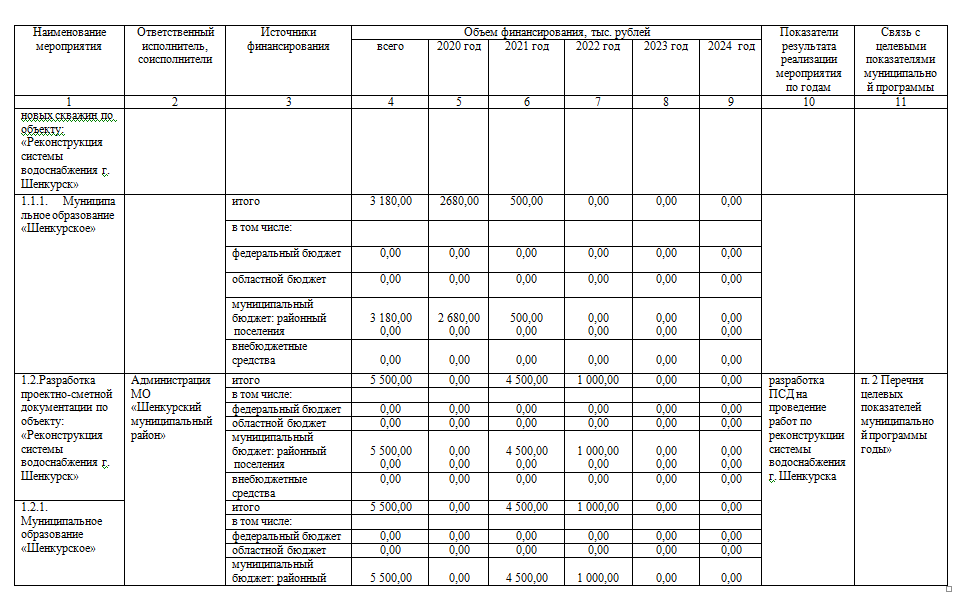 Наименование мероприятия | Ответственный исполнитель, соисполнители | Источники финансирования | Объем финансирования, тыс. рублей | Показатели результата реализации мероприятия по годам | Связь с целевыми показателями муниципально й программы
всего | 2020 год | 2021 год | 2022 год | 2023 год | 2024 год
1 | 2 | 3 | 4 | 5 | 6 | 7 | 8 | 9 | 10 | 11
новых скважин по
объекту:
«Реконструкция
системы
водоснабжения г.
Шенкурск»
1.1.1. Муниципа
льное образование
«Шенкурское»
итого | 3 180,00 | 2680,00 | 500,00 | 0,00 | 0,00 | 0,00
в том числе:
федеральный бюджет | 0,00 | 0,00 | 0,00 | 0,00 | 0,00 | 0,00
областной бюджет | 0,00 | 0,00 | 0,00 | 0,00 | 0,00 | 0,00
муниципальный
бюджет: районный | 3 180,00 | 2 680,00 | 500,00 | 0,00 | 0,00 | 0,00
поселения | 0,00 | 0,00 | 0,00 | 0,00 | 0,00 | 0,00
внебюджетные
средства | 0,00 | 0,00 | 0,00 | 0,00 | 0,00 | 0,00
1.2.Разработка
проектно-сметной
документации по
объекту:
«Реконструкция
системы
водоснабжения г.
Шенкурск»
Администрация
МО
«Шенкурский
муниципальный
район»
итого | 5 500,00 | 0,00 | 4 500,00 | 1 000,00 | 0,00 | 0,00
в том числе:
федеральный бюджет | 0,00 | 0,00 | 0,00 | 0,00 | 0,00 | 0,00
областной бюджет | 0,00 | 0,00 | 0,00 | 0,00 | 0,00 | 0,00
муниципальный
бюджет: районный | 5 500,00 | 0,00 | 4 500,00 | 1 000,00 | 0,00 | 0,00
поселения | 0,00 | 0,00 | 0,00 | 0,00 | 0,00 | 0,00
внебюджетные
средства | 0,00 | 0,00 | 0,00 | 0,00 | 0,00 | 0,00
разработка
ПСД на
проведение
работ по
реконструкции
системы
водоснабжения
г. Шенкурска
п. 2 Перечня
целевых
показателей
муниципально
й программы
годы»
1.2.1.
Муниципальное
образование
«Шенкурское»
итого | 5 500,00 | 0,00 | 4 500,00 | 1 000,00 | 0,00 | 0,00
в том числе:
федеральный бюджет | 0,00 | 0,00 | 0,00 | 0,00 | 0,00 | 0,00
областной бюджет | 0,00 | 0,00 | 0,00 | 0,00 | 0,00 | 0,00
муниципальный
бюджет: районный | 5 500,00 | 0,00 | 4 500,00 | 1 000,00 | 0,00 | 0,00